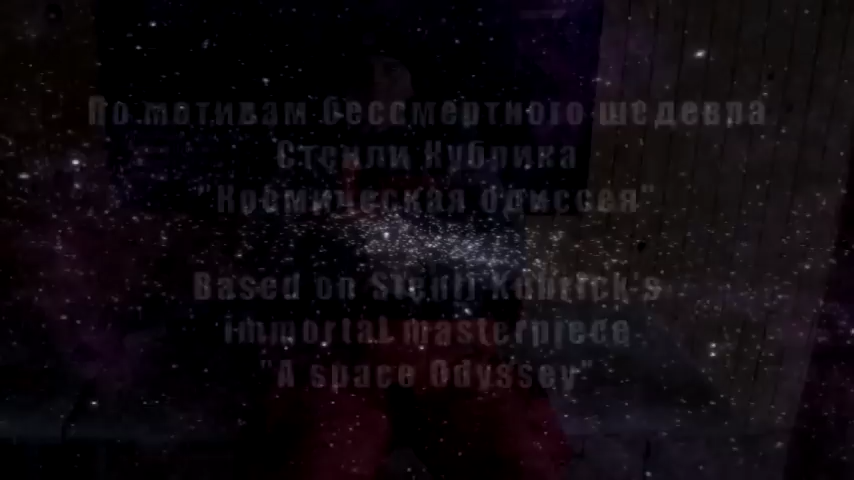 По мотивам бессмертного шедевра
Стенли Кубрика
"Космическая одиссея"
Based on Stenli Kubrick's
immortal masterpiece
"A space Odyssey"